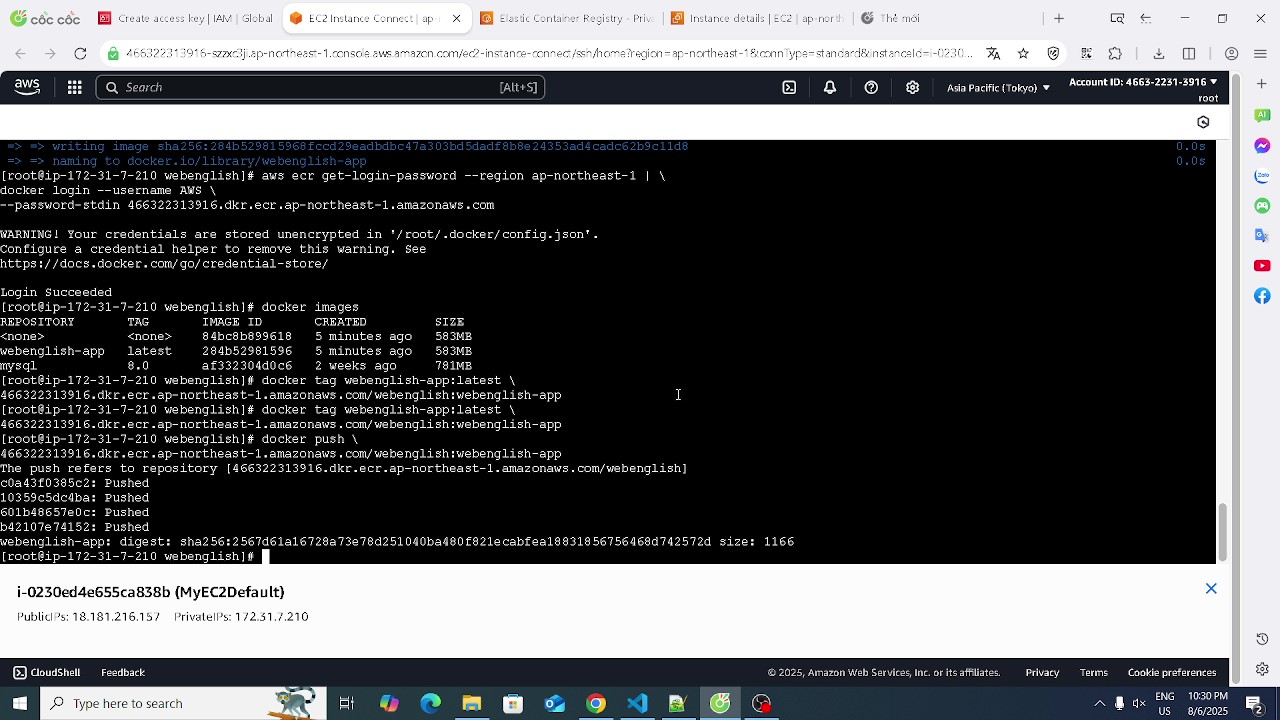 CỐC CỐC
Create access key | IAM | Global
EC2 Instance Connect | ap-
Elastic Container Registry - Priva
Instance details | EC2 | ap-north
Thẻ mới
466322313916-szzxc3jj.ap-northeast-1.console.aws.amazon.com/ec2-instance-connect/ssh/home?region=ap-northeast-1&connType=standard&instanceId=i-0230...
aws
Search
[Alt+S]
Asia Pacific (Tokyo)
Account ID: 4663-2231-3916
root
=> => writing image sha256:284b529815968fccd29eadbdbc47a303bd5dadf8b8e24353ad4cadc62b9c11d8 0.0s
=> => naming to docker.io/library/webenglish-app 0.0s
[root@ip-172-31-7-210 webenglish]# aws ecr get-login-password --region ap-northeast-1 | \
docker login --username AWS \
--password-stdin 466322313916.dkr.ecr.ap-northeast-1.amazonaws.com
WARNING! Your credentials are stored unencrypted in '/root/.docker/config.json'.
Configure a credential helper to remove this warning. See
https://docs.docker.com/go/credential-store/
Login Succeeded
[root@ip-172-31-7-210 webenglish]# docker images
REPOSITORY TAG IMAGE ID CREATED SIZE
<none> <none> 84bc8b899618 5 minutes ago 583MB
webenglish-app latest 284b52981596 5 minutes ago 583MB
mysql 8.0 af332304d0c6 2 weeks ago 781MB
[root@ip-172-31-7-210 webenglish]# docker tag webenglish-app:latest \
466322313916.dkr.ecr.ap-northeast-1.amazonaws.com/webenglish:webenglish-app
[root@ip-172-31-7-210 webenglish]# docker tag webenglish-app:latest \
466322313916.dkr.ecr.ap-northeast-1.amazonaws.com/webenglish:webenglish-app
[root@ip-172-31-7-210 webenglish]# docker push \
466322313916.dkr.ecr.ap-northeast-1.amazonaws.com/webenglish:webenglish-app
The push refers to repository [466322313916.dkr.ecr.ap-northeast-1.amazonaws.com/webenglish]
c0a43f0385c2: Pushed
10359c5dc4ba: Pushed
601b48657e0c: Pushed
b42107e74152: Pushed
webenglish-app: digest: sha256:2567d61a16728a73e78d251040ba480f821ecabfea18831856756468d742572d size: 1166
[root@ip-172-31-7-210 webenglish]#
i-0230ed4e655ca838b (MyEC2Default)
PublicIPs: 18.181.216.157 PrivateIPs: 172.31.7.210
CloudShell
Feedback
© 2025, Amazon Web Services, Inc. or its affiliates.
Privacy
Terms
Cookie preferences
Type here to search
ENG
US
10:30 PM
8/6/2025
2